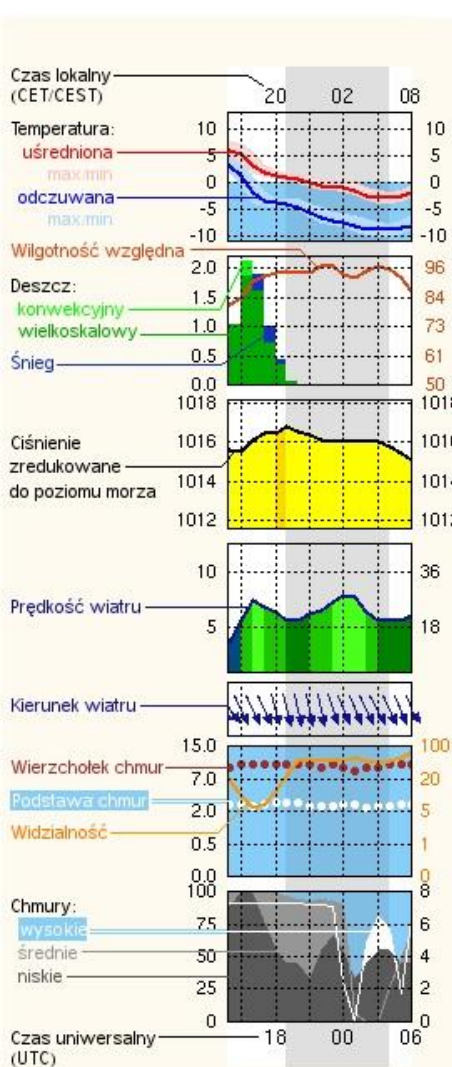 Czas lokalny
(CET/CEST) 20 02 08
Temperatura: 10 10
uśredniona 5 5
max:min 0 0
odczuwana -5 -5
max:min -10 -10
Wilgotność względna 2.0 96
Deszcz: 1.5 84
konwekcyjny
wielkoskalowy 1.0 73
Śnieg 0.5 61
0.0 50
1018 1018
Ciśnienie 1016 1016
zredukowane
do poziomu morza 1014 1014
1012 1012
10 36
Prędkość wiatru 5 18
Kierunek wiatru
15.0 100
Wierzchołek chmur 7.0 20
Podstawa chmur 2.0 5
Widzialność 0.5 1
0.0 0
100 8
Chmury: 75 6
wysokie
średnie 50 4
niskie 25 2
0 0
Czas uniwersalny 18 00 06
(UTC)